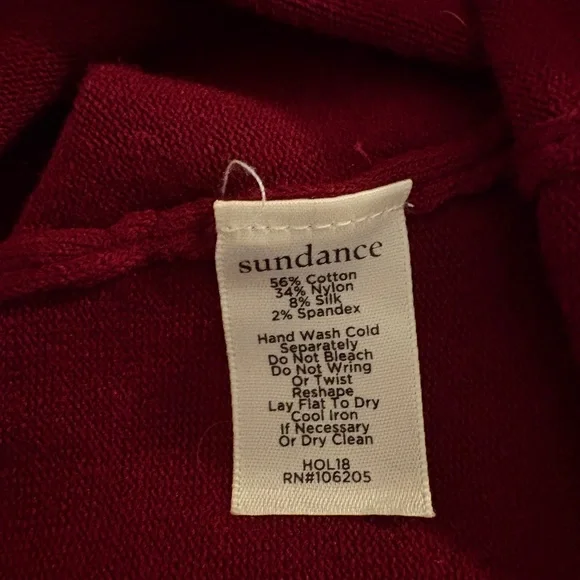 sundance
56% Cotton
34% Nylon
8% Silk
2% Spandex
Hand Wash Cold
Separately
Do Not Bleach
Do Not Wring
Or Twist
Reshape
Lay Flat To Dry
Cool Iron
If Necessary
Or Dry Clean
HOL18
RN#106205